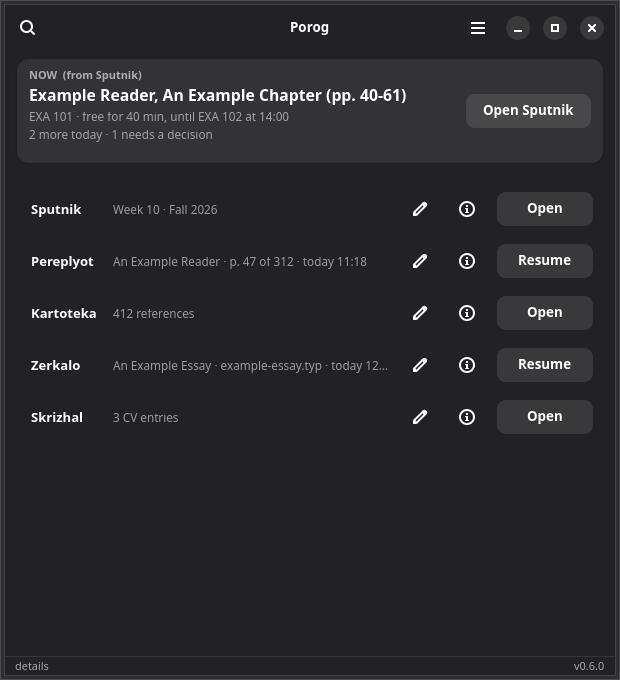 Porog
NOW (from Sputnik)
Example Reader, An Example Chapter (pp. 40-61)
EXA 101 · free for 40 min, until EXA 102 at 14:00
2 more today · 1 needs a decision
Open Sputnik
Sputnik Week 10 · Fall 2026 Open
Pereplyot An Example Reader · p. 47 of 312 · today 11:18 Resume
Kartoteka 412 references Open
Zerkalo An Example Essay · example-essay.typ · today 12... Resume
Skrizhal 3 CV entries Open
details v0.6.0